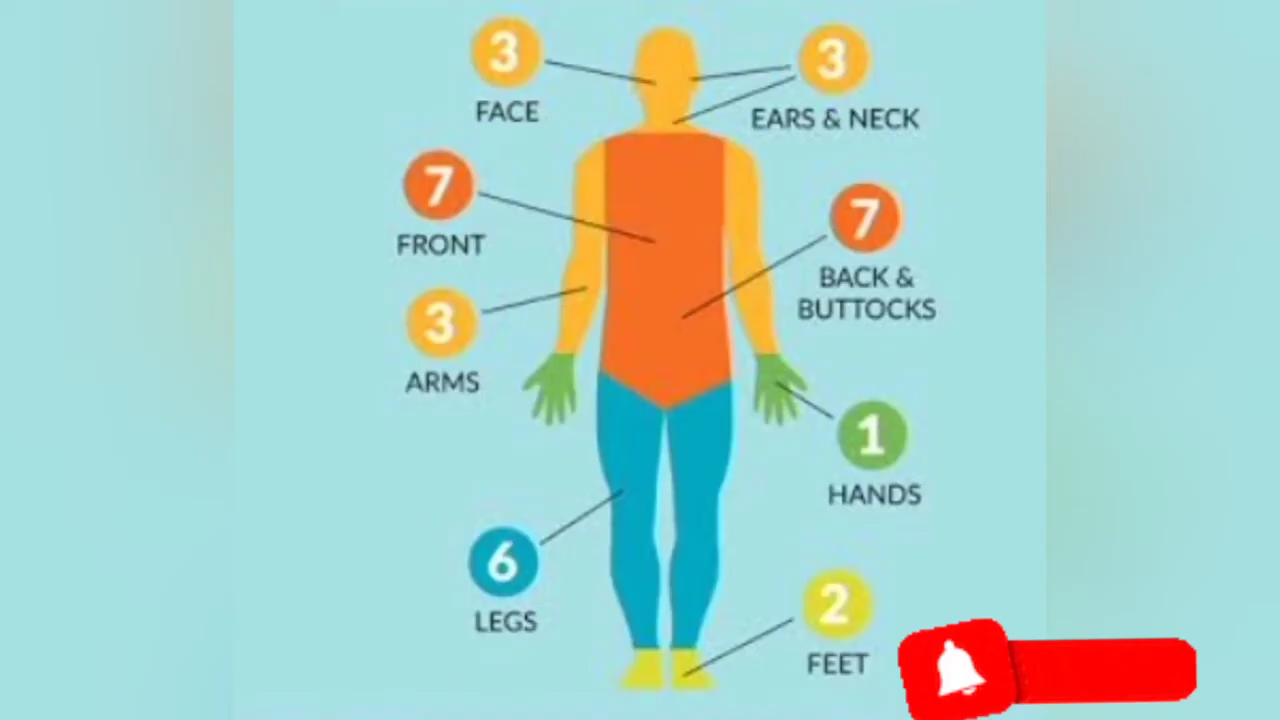 3
FACE
3
EARS & NECK
7
FRONT
7
BACK &
BUTTOCKS
3
ARMS
1
HANDS
6
LEGS
2
FEET